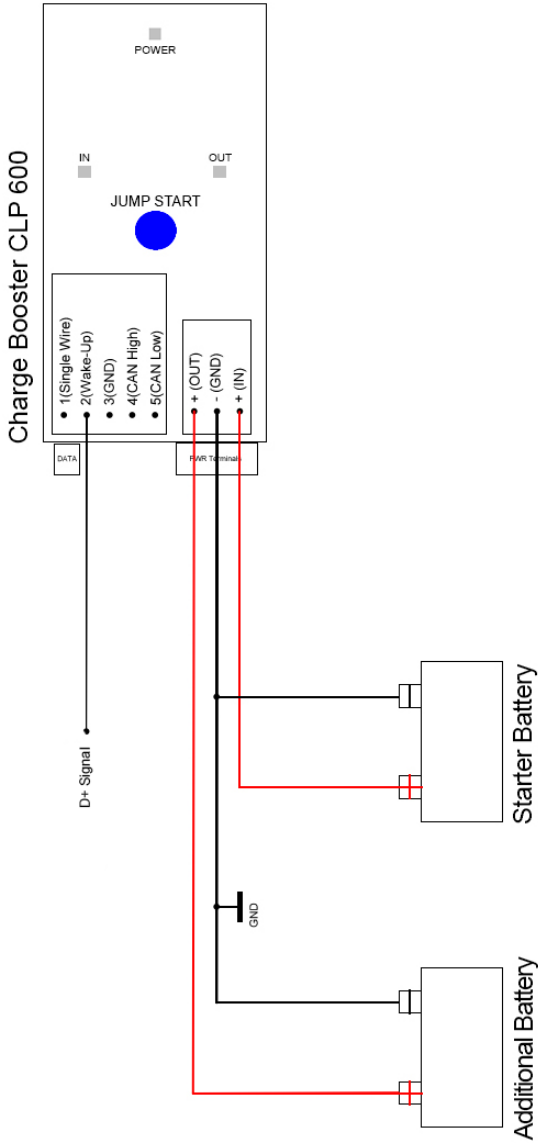 Charge Booster CLP 600
POWER
IN
OUT
JUMP START
1(Single Wire)
2(Wake-Up)
3(GND)
4(CAN High)
5(CAN Low)
+ (OUT)
- (GND)
+ (IN)
DATA
PWR Terminals
D+ Signal
Starter Battery
GND
Additional Battery